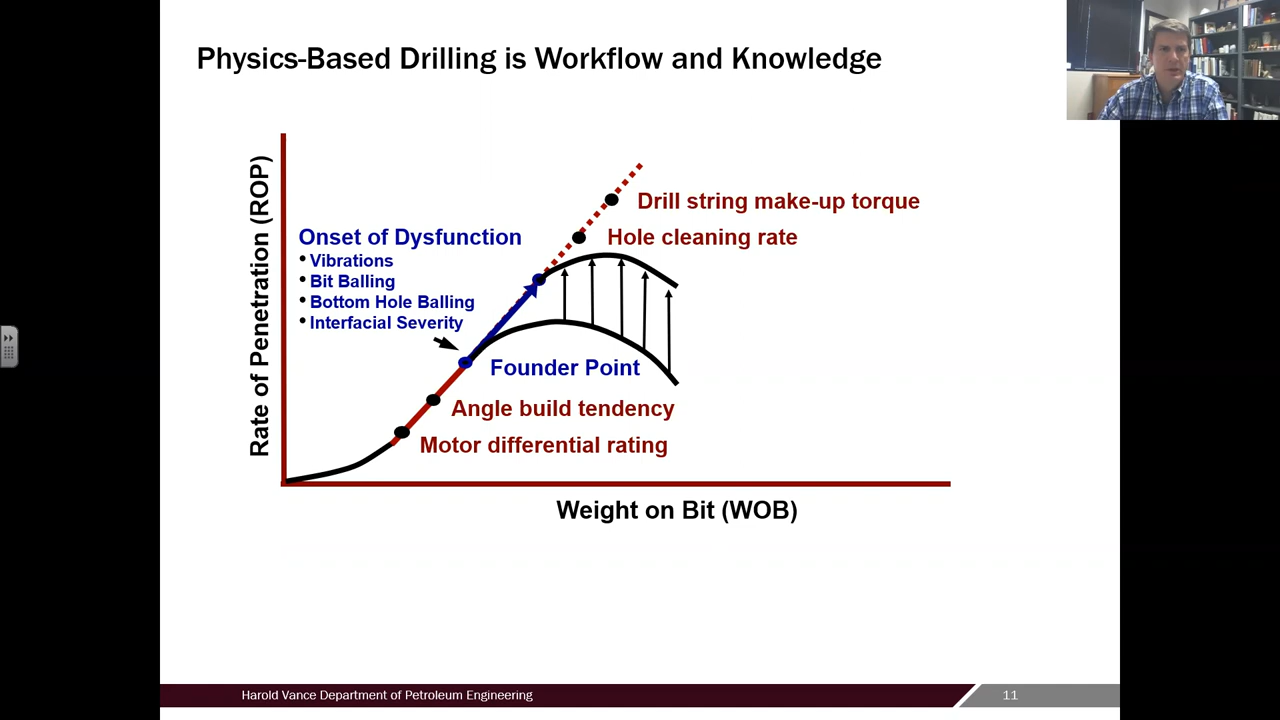 Physics-Based Drilling is Workflow and Knowledge
Rate of Penetration (ROP)
Drill string make-up torque
Hole cleaning rate
Onset of Dysfunction
• Vibrations
• Bit Balling
• Bottom Hole Balling
• Interfacial Severity
Founder Point
Angle build tendency
Motor differential rating
Weight on Bit (WOB)
Harold Vance Department of Petroleum Engineering
11